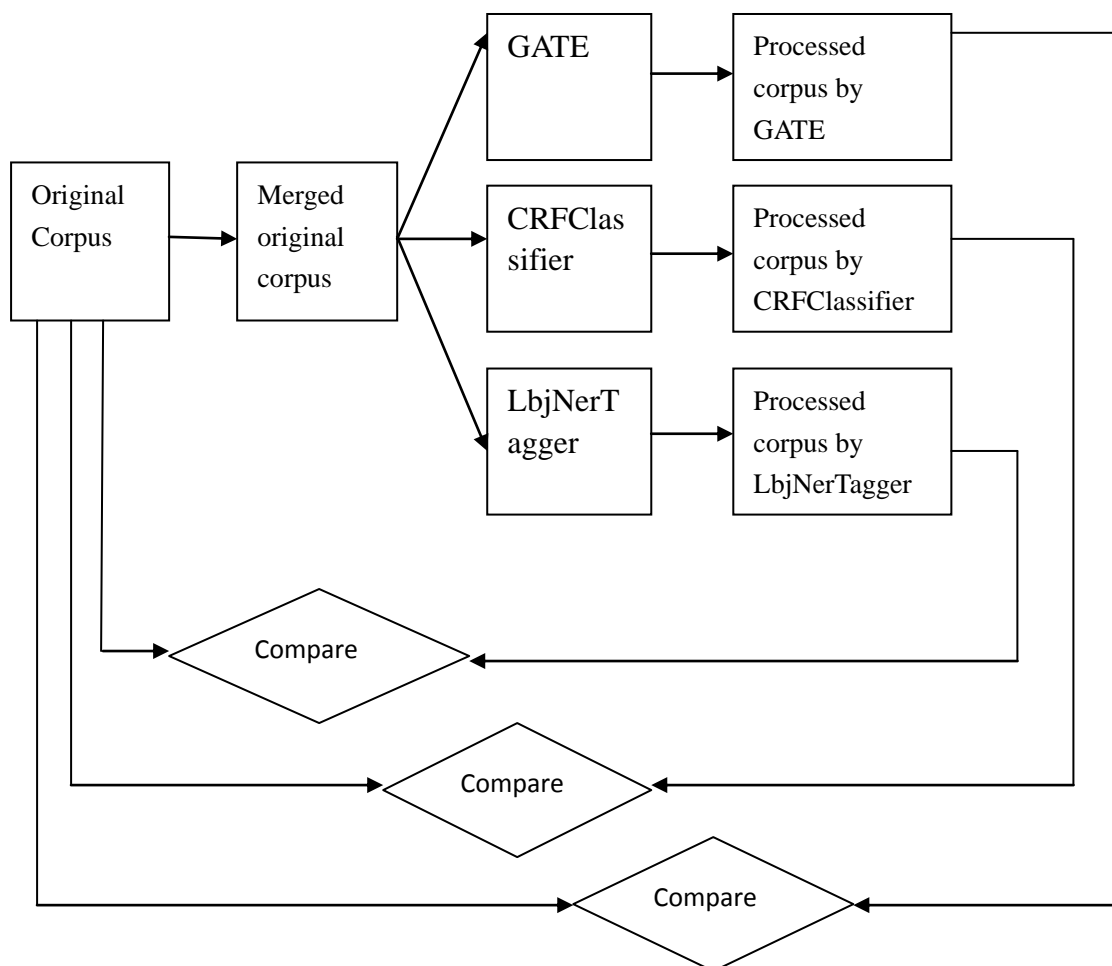 GATE
Processed
corpus by
GATE
Original
Corpus
Merged
original
corpus
CRFClas
sifier
Processed
corpus by
CRFClassifier
LbjNerT
agger
Processed
corpus by
LbjNerTagger
Compare
Compare
Compare